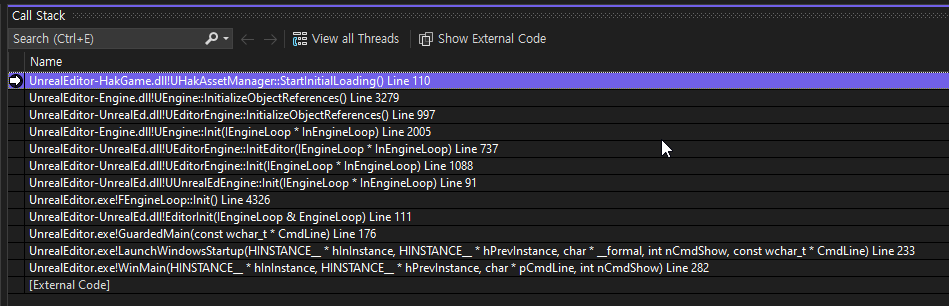 Call Stack
Search (Ctrl+E) View all Threads Show External Code
Name
UnrealEditor-HakGame.dll!UHakAssetManager::StartInitialLoading() Line 110
UnrealEditor-Engine.dll!UEngine::InitializeObjectReferences() Line 3279
UnrealEditor-UnrealEd.dll!UEditorEngine::InitializeObjectReferences() Line 997
UnrealEditor-Engine.dll!UEngine::Init(IEngineLoop * InEngineLoop) Line 2005
UnrealEditor-UnrealEd.dll!UEditorEngine::InitEditor(IEngineLoop * InEngineLoop) Line 737
UnrealEditor-UnrealEd.dll!UEditorEngine::Init(IEngineLoop * InEngineLoop) Line 1088
UnrealEditor-UnrealEd.dll!UUnrealEdEngine::Init(IEngineLoop * InEngineLoop) Line 91
UnrealEditor.exe!FEngineLoop::Init() Line 4326
UnrealEditor-UnrealEd.dll!EditorInit(IEngineLoop & EngineLoop) Line 111
UnrealEditor.exe!GuardedMain(const wchar_t * CmdLine) Line 176
UnrealEditor.exe!LaunchWindowsStartup(HINSTANCE__ * hInInstance, HINSTANCE__ * hPrevInstance, char * __formal, int nCmdShow, const wchar_t * CmdLine) Line 233
UnrealEditor.exe!WinMain(HINSTANCE__ * hInInstance, HINSTANCE__ * hPrevInstance, char * pCmdLine, int nCmdShow) Line 282
[External Code]